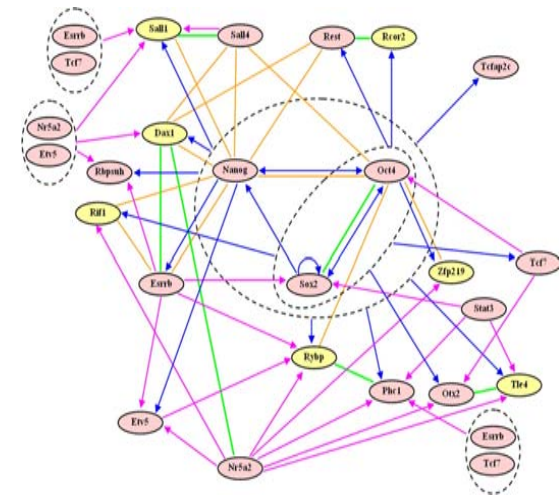 Esrrb
Tcf7
Sall1
Sall4
Rest
Rcor2
Tcfap2c
Nr5a2
Etv5
Dax1
Rbpsuh
Nanog
Oct4
Rif1
Esrrb
Sox2
Zfp219
Tcf7
Stat3
Rybp
Phc1
Otx2
Tle4
Etv5
Nr5a2
Esrrb
Tcf7